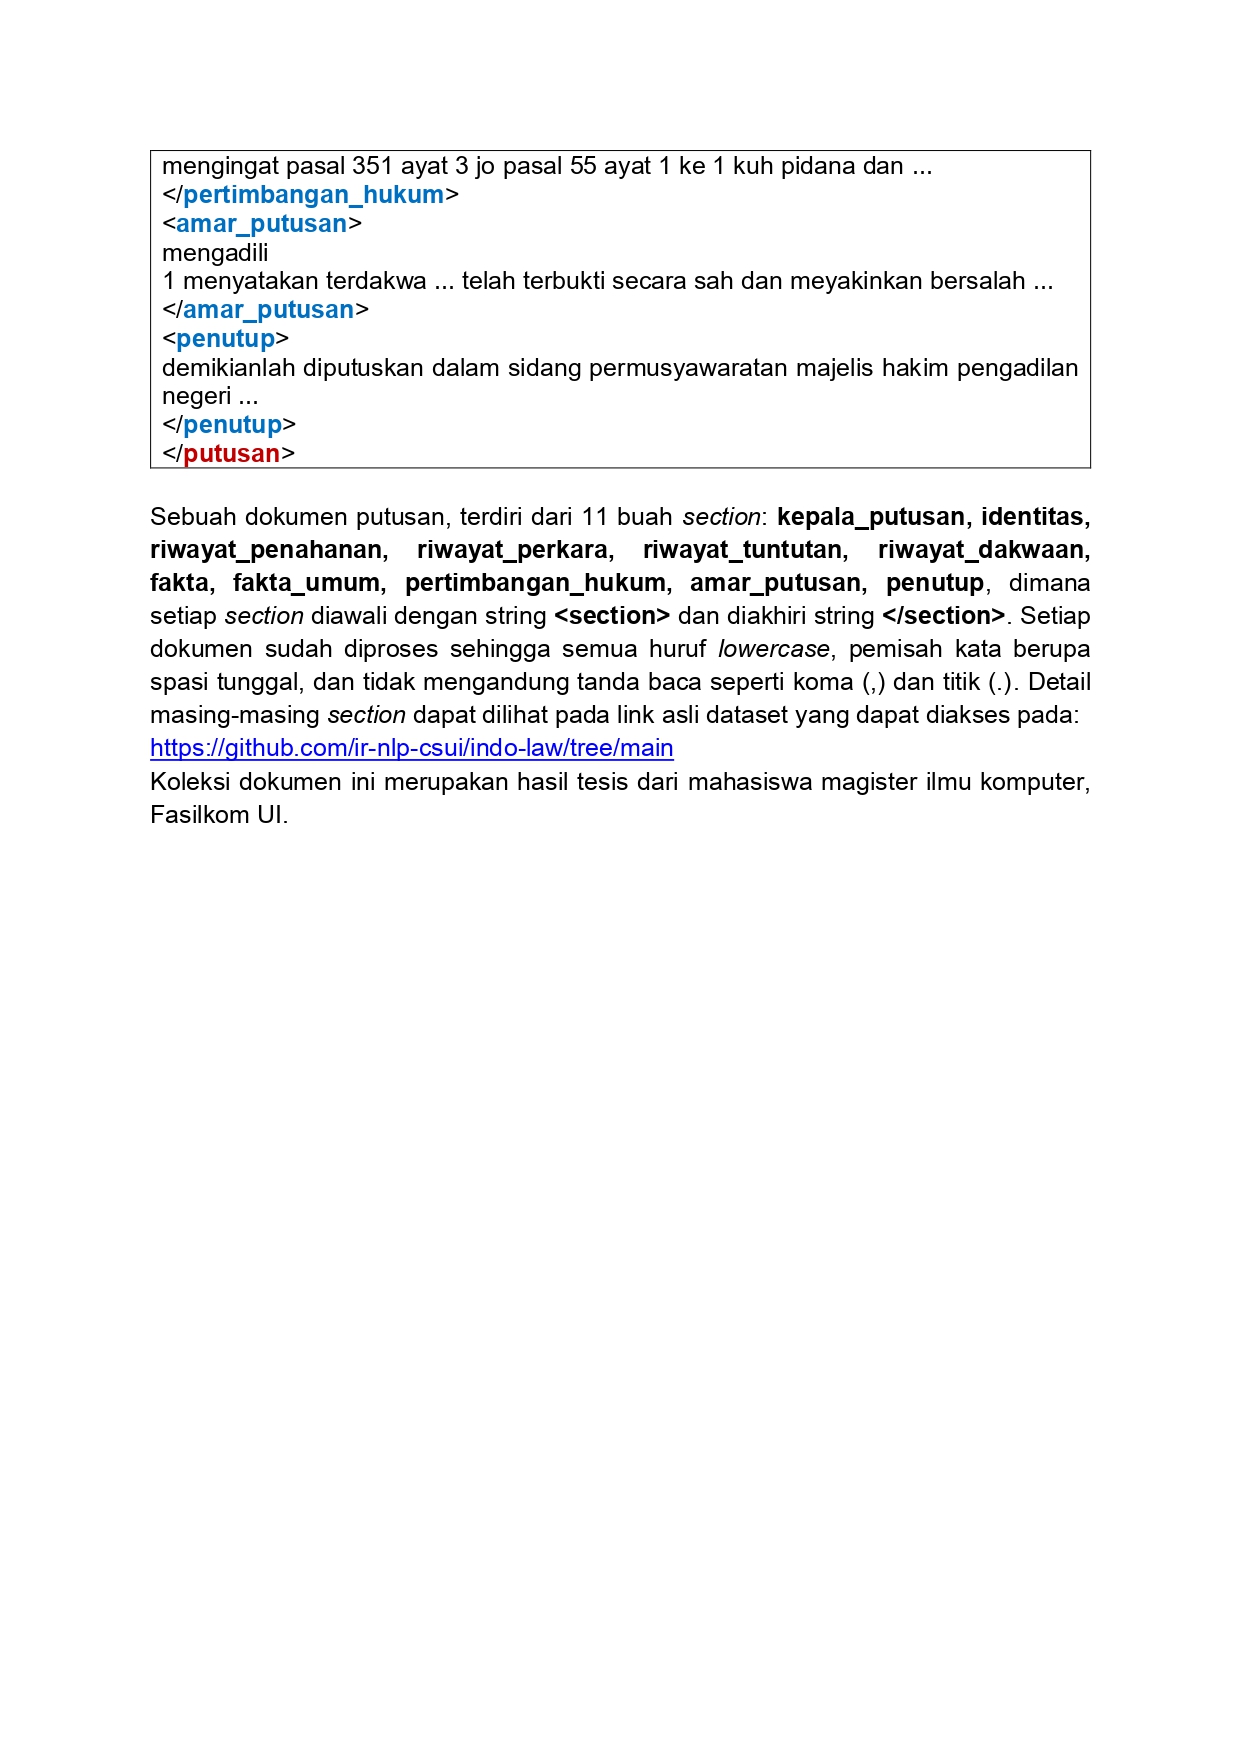 mengingat pasal 351 ayat 3 jo pasal 55 ayat 1 ke 1 kuh pidana dan ...
</pertimbangan_hukum>
<amar_putusan>
mengadili
1 menyatakan terdakwa ... telah terbukti secara sah dan meyakinkan bersalah ...
</amar_putusan>
<penutup>
demikianlah diputuskan dalam sidang permusyawaratan majelis hakim pengadilan
negeri ...
</penutup>
</putusan>
Sebuah dokumen putusan, terdiri dari 11 buah section: kepala_putusan, identitas,
riwayat_penahanan, riwayat_perkara, riwayat_tuntutan, riwayat_dakwaan,
fakta, fakta_umum, pertimbangan_hukum, amar_putusan, penutup, dimana
setiap section diawali dengan string <section> dan diakhiri string </section>. Setiap
dokumen sudah diproses sehingga semua huruf lowercase, pemisah kata berupa
spasi tunggal, dan tidak mengandung tanda baca seperti koma (,) dan titik (.). Detail
masing-masing section dapat dilihat pada link asli dataset yang dapat diakses pada:
https://github.com/ir-nlp-csui/indo-law/tree/main
Koleksi dokumen ini merupakan hasil tesis dari mahasiswa magister ilmu komputer,
Fasilkom UI.